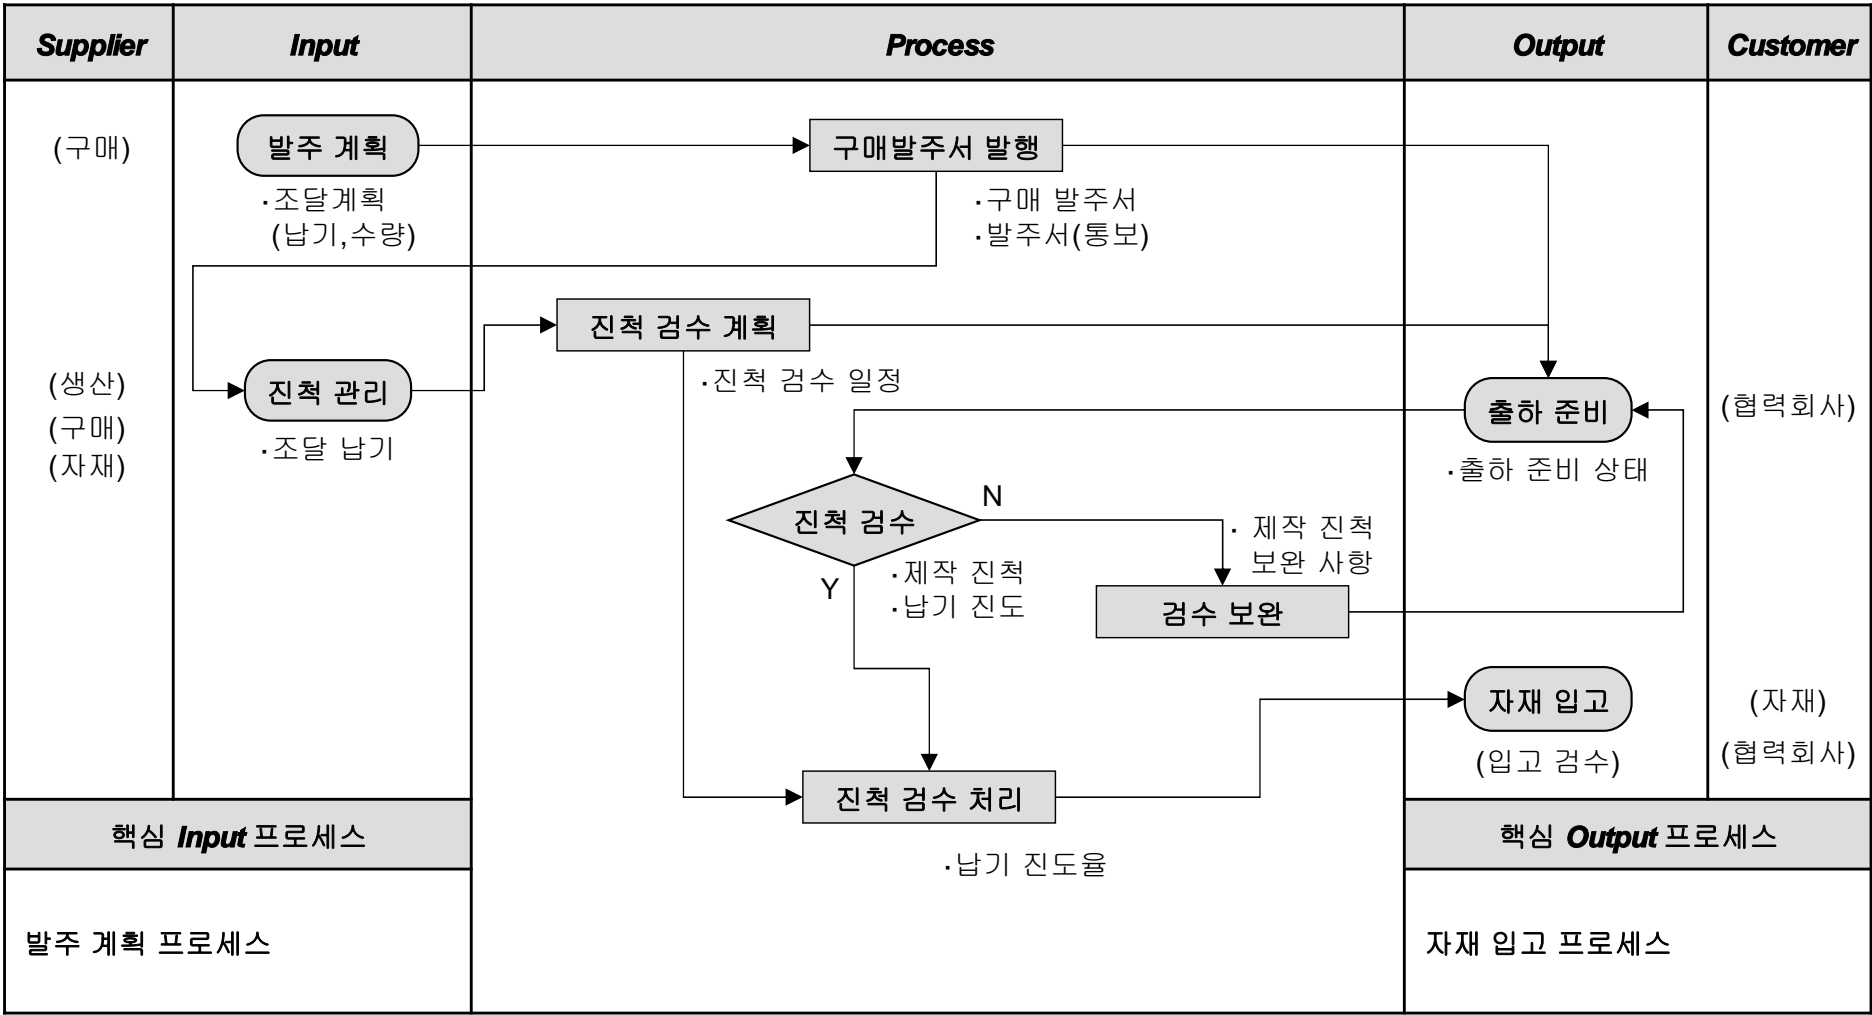 Supplier
Input
Process
Output
Customer
(구매)
발주 계획
구매발주서 발행
·조달계획
(납기,수량)
·구매 발주서
·발주서(통보)
진척 검수 계획
(생산)
(구매)
(자재)
진척 관리
·조달 납기
·진척 검수 일정
출하 준비
(협력회사)
·출하 준비 상태
진척 검수
N
Y
·제작 진척
·납기 진도
· 제작 진척
보완 사항
검수 보완
자재 입고
(입고 검수)
(자재)
(협력회사)
진척 검수 처리
·납기 진도율
핵심 Input 프로세스
핵심 Output 프로세스
발주 계획 프로세스
자재 입고 프로세스